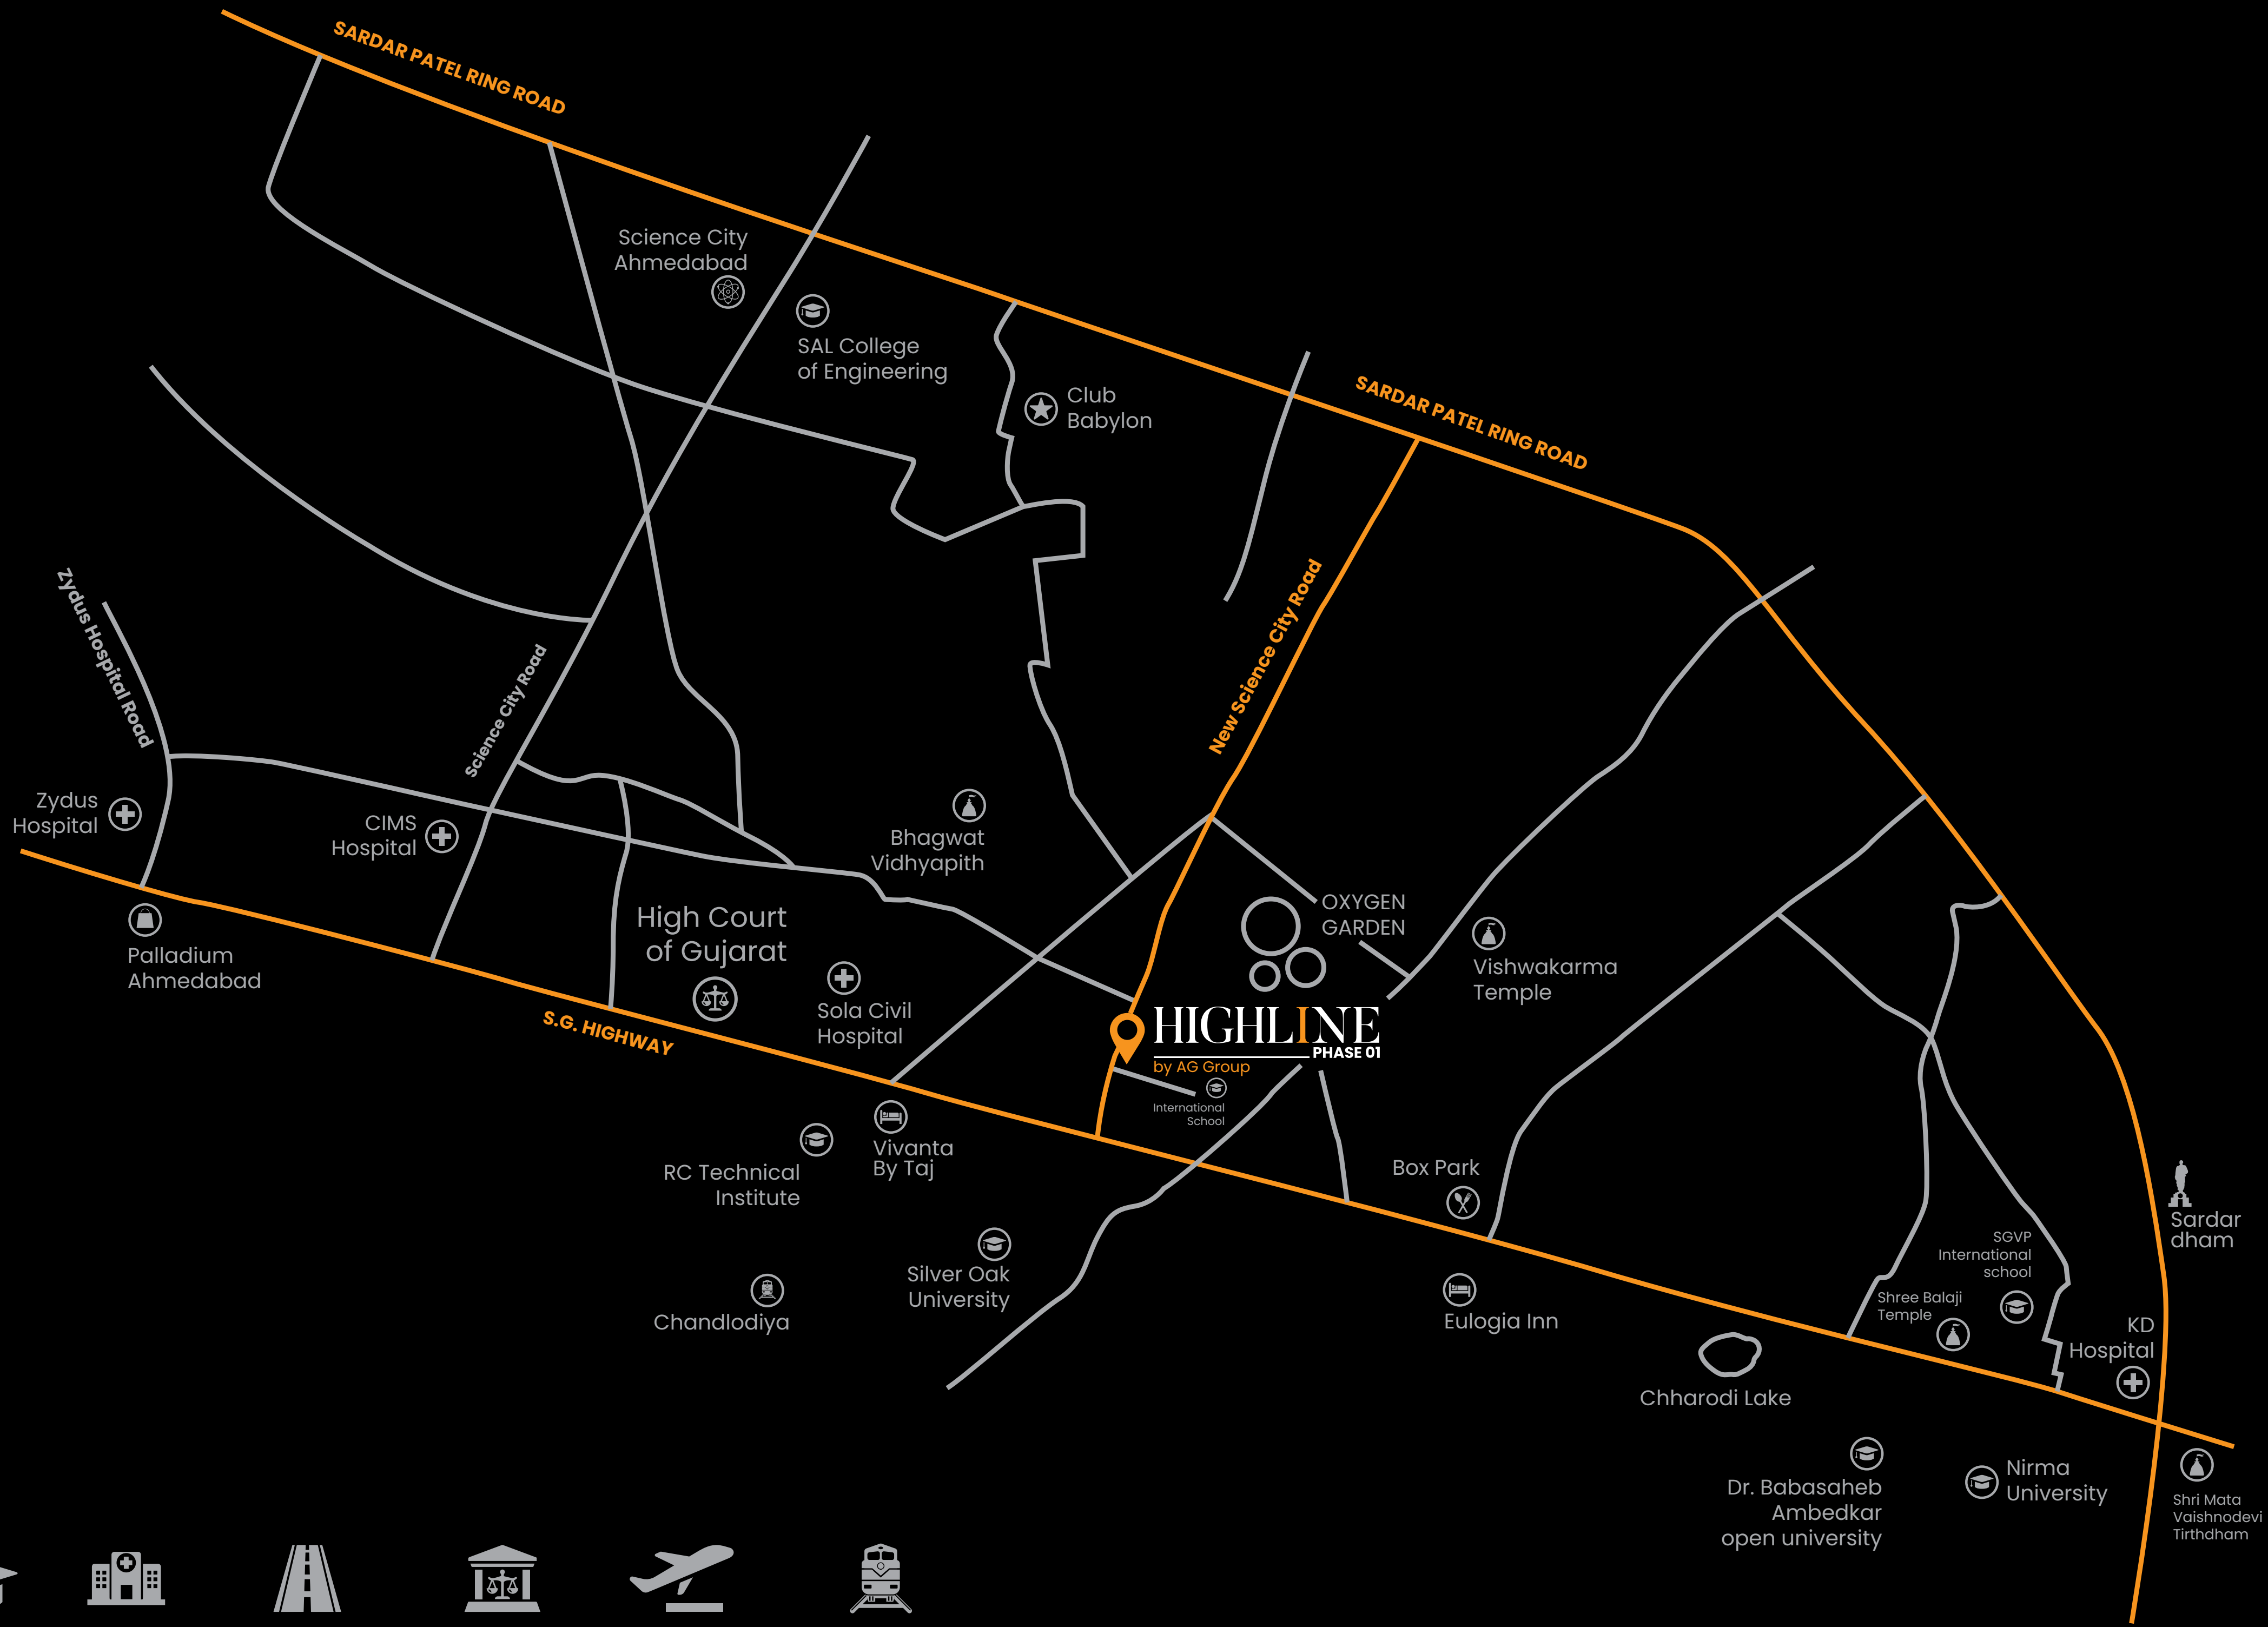 SARDAR PATEL RING ROAD
Science City
Ahmedabad
SAL College
of Engineering
Club
Babylon
SARDAR PATEL RING ROAD
New Science City Road
Zydus Hospital Road
Science City Road
Zydus
Hospital
CIMS
Hospital
Bhagwat
Vidhyapith
High Court
of Gujarat
OXYGEN
GARDEN
Vishwakarma
Temple
Palladium
Ahmedabad
Sola Civil
Hospital
S.G. HIGHWAY
HIGHLINE
PHASE 01
by AG Group
International
School
Vivanta
By Taj
RC Technical
Institute
Box Park
Silver Oak
University
Chandlodiya
Eulogia Inn
Sardar
dham
SGVP
International
school
Shree Balaji
Temple
KD
Hospital
Chharodi Lake
Dr. Babasaheb
Ambedkar
open university
Nirma
University
Shri Mata
Vaishnodevi
Tirthdham